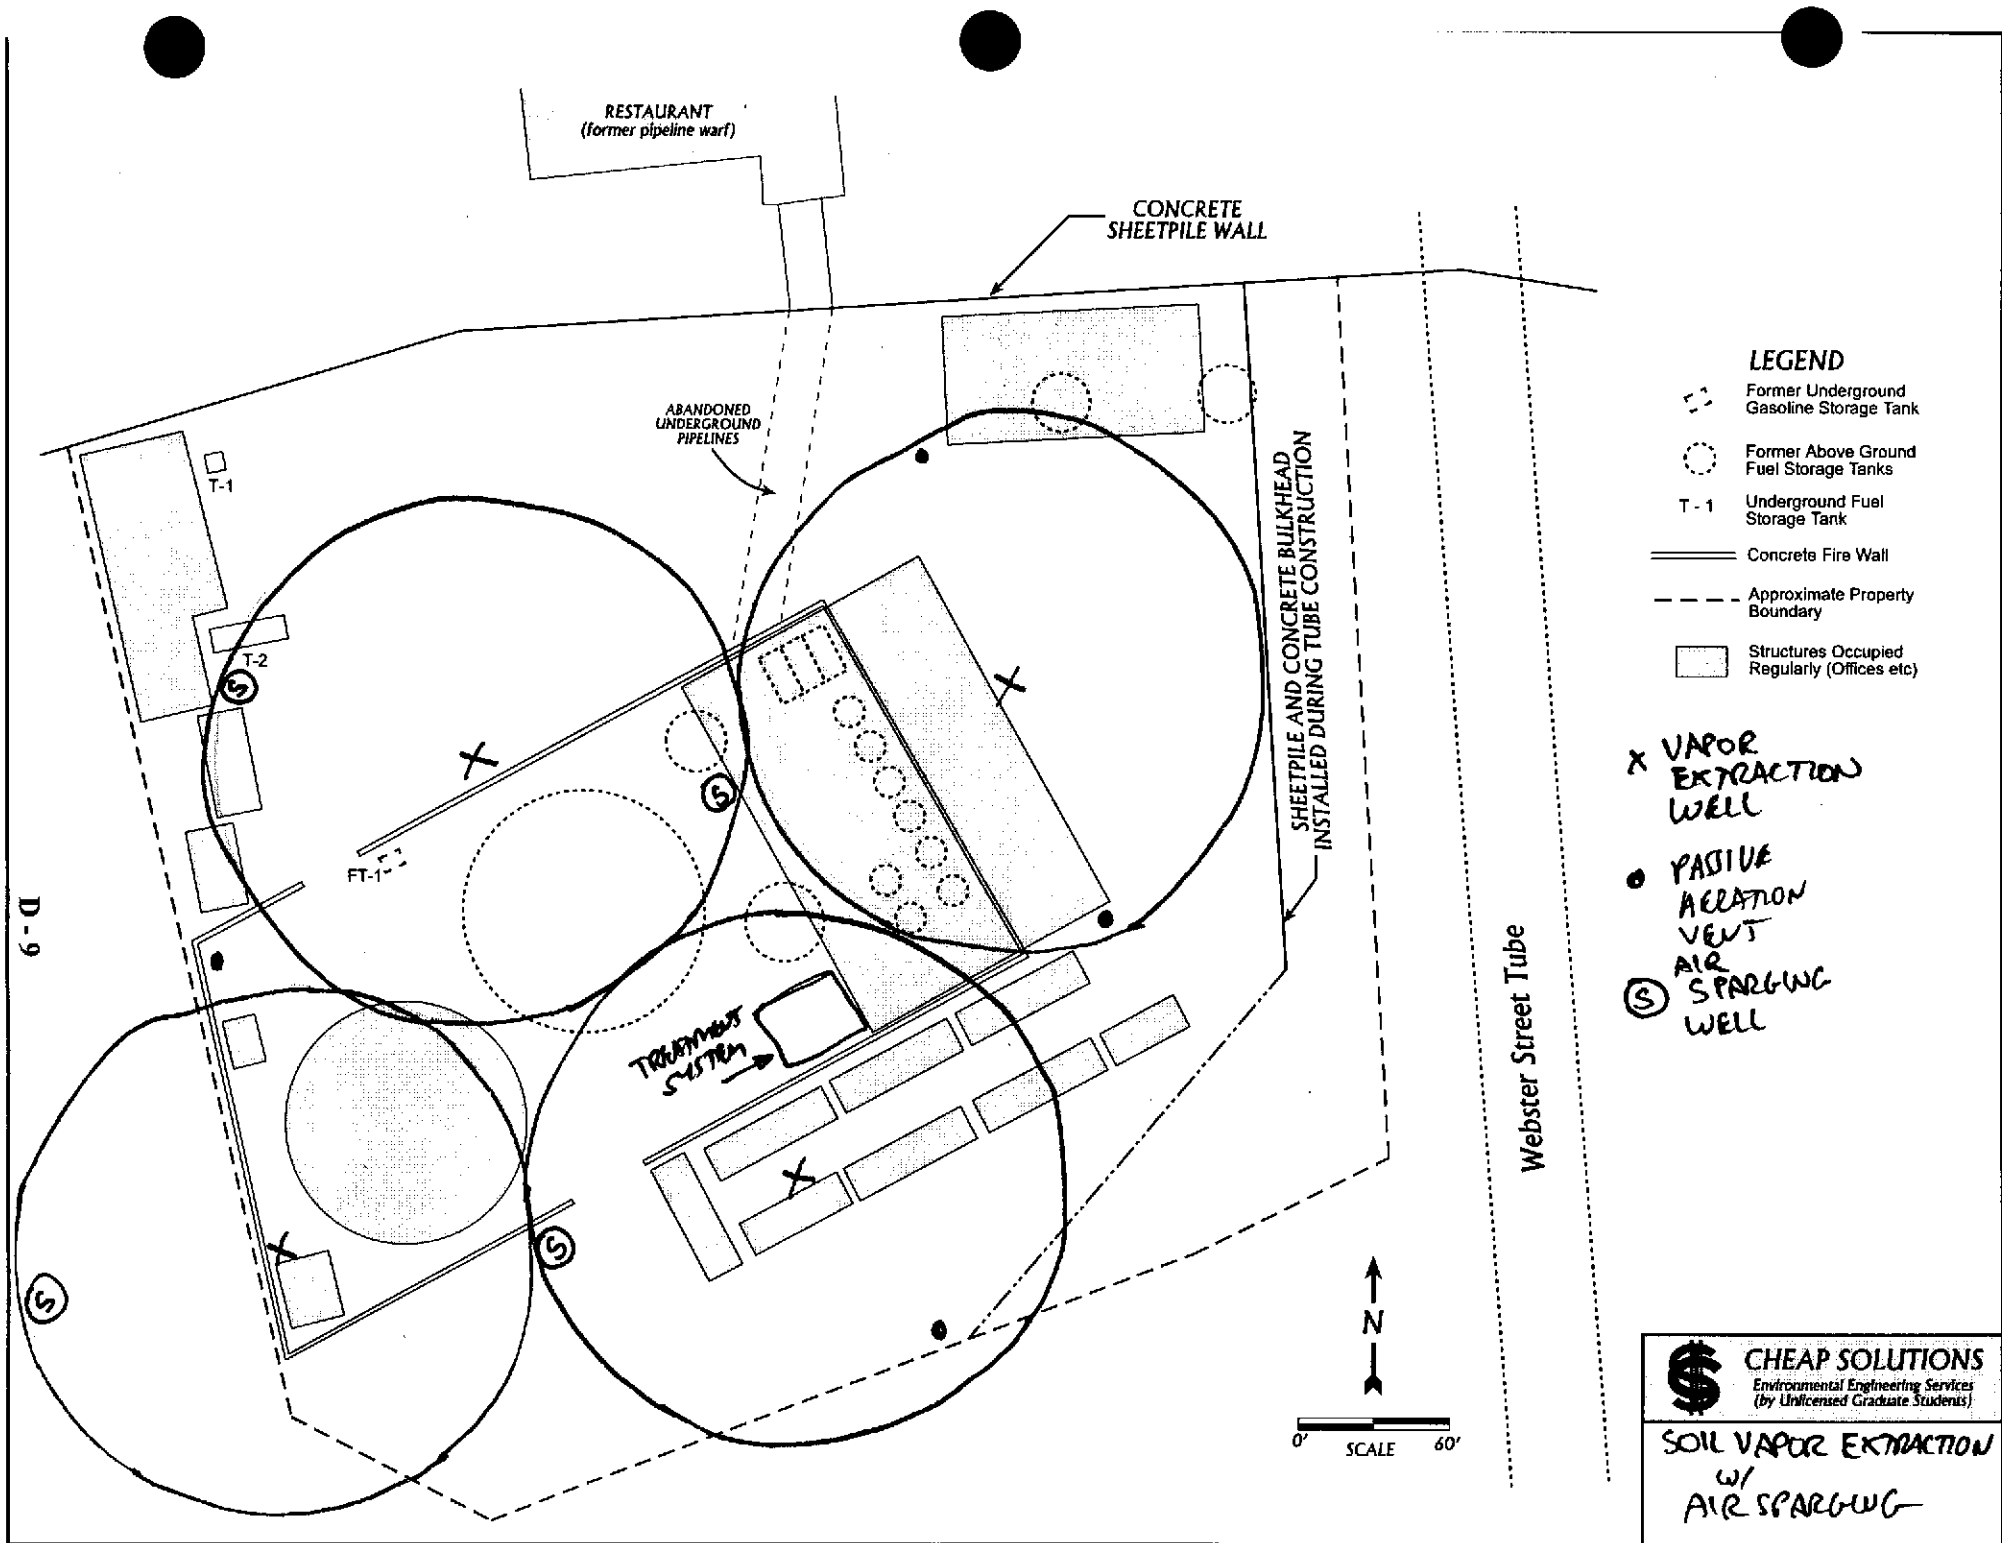 RESTAURANT
(former pipeline warf)
CONCRETE
SHEETPILE WALL
ABANDONED
UNDERGROUND
PIPELINES
T-1
T-2
FT-1
S
S
S
S
TREATMENT
SYSTEM
SHEETPILE AND CONCRETE BULKHEAD
INSTALLED DURING TUBE CONSTRUCTION
Webster Street Tube
LEGEND
Former Underground
Gasoline Storage Tank
Former Above Ground
Fuel Storage Tanks
T - 1 Underground Fuel
Storage Tank
Concrete Fire Wall
Approximate Property
Boundary
Structures Occupied
Regularly (Offices etc)
X VAPOR
EXTRACTION
WELL
PASSIVE
AERATION
VENT
AIR
S SPARGING
WELL
N
0' SCALE 60'
D-9
$ CHEAP SOLUTIONS
Environmental Engineering Services
(by Unlicensed Graduate Students)
SOIL VAPOR EXTRACTION
W/
AIR SPARGING